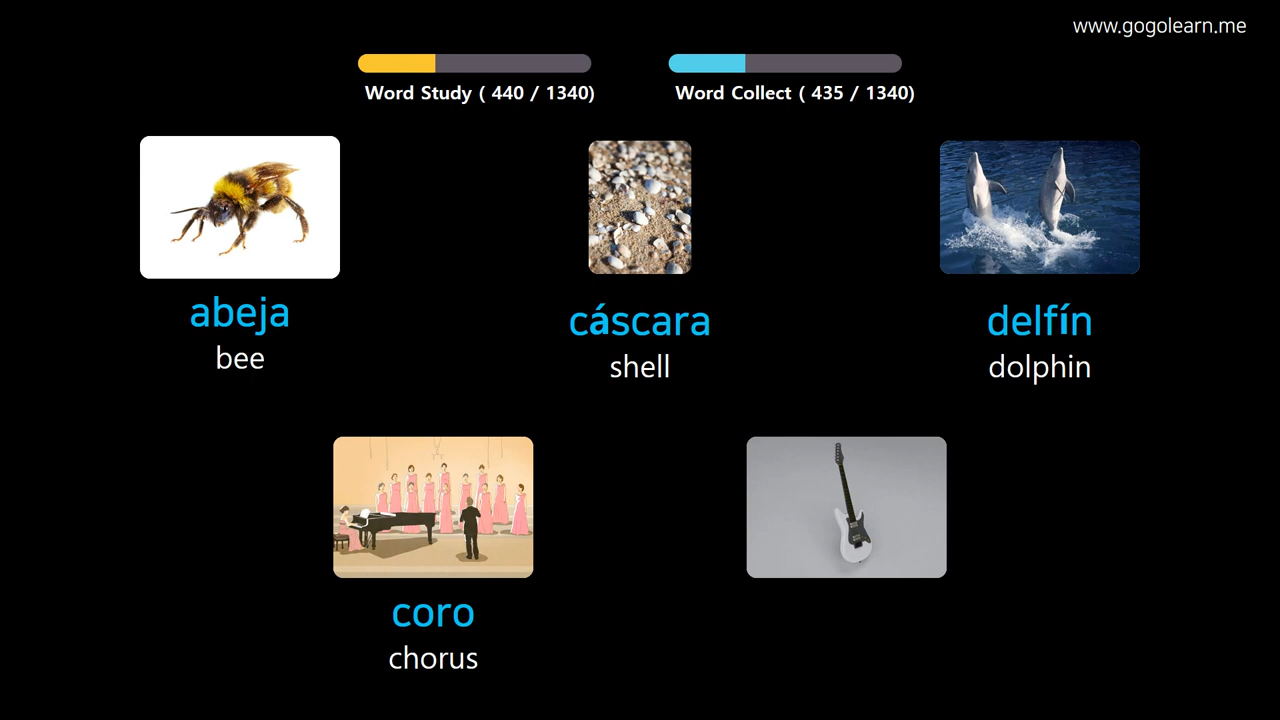 www.gogolearn.me
Word Study ( 440 / 1340)
Word Collect ( 435 / 1340)
abeja
bee
cáscara
shell
delfín
dolphin
coro
chorus